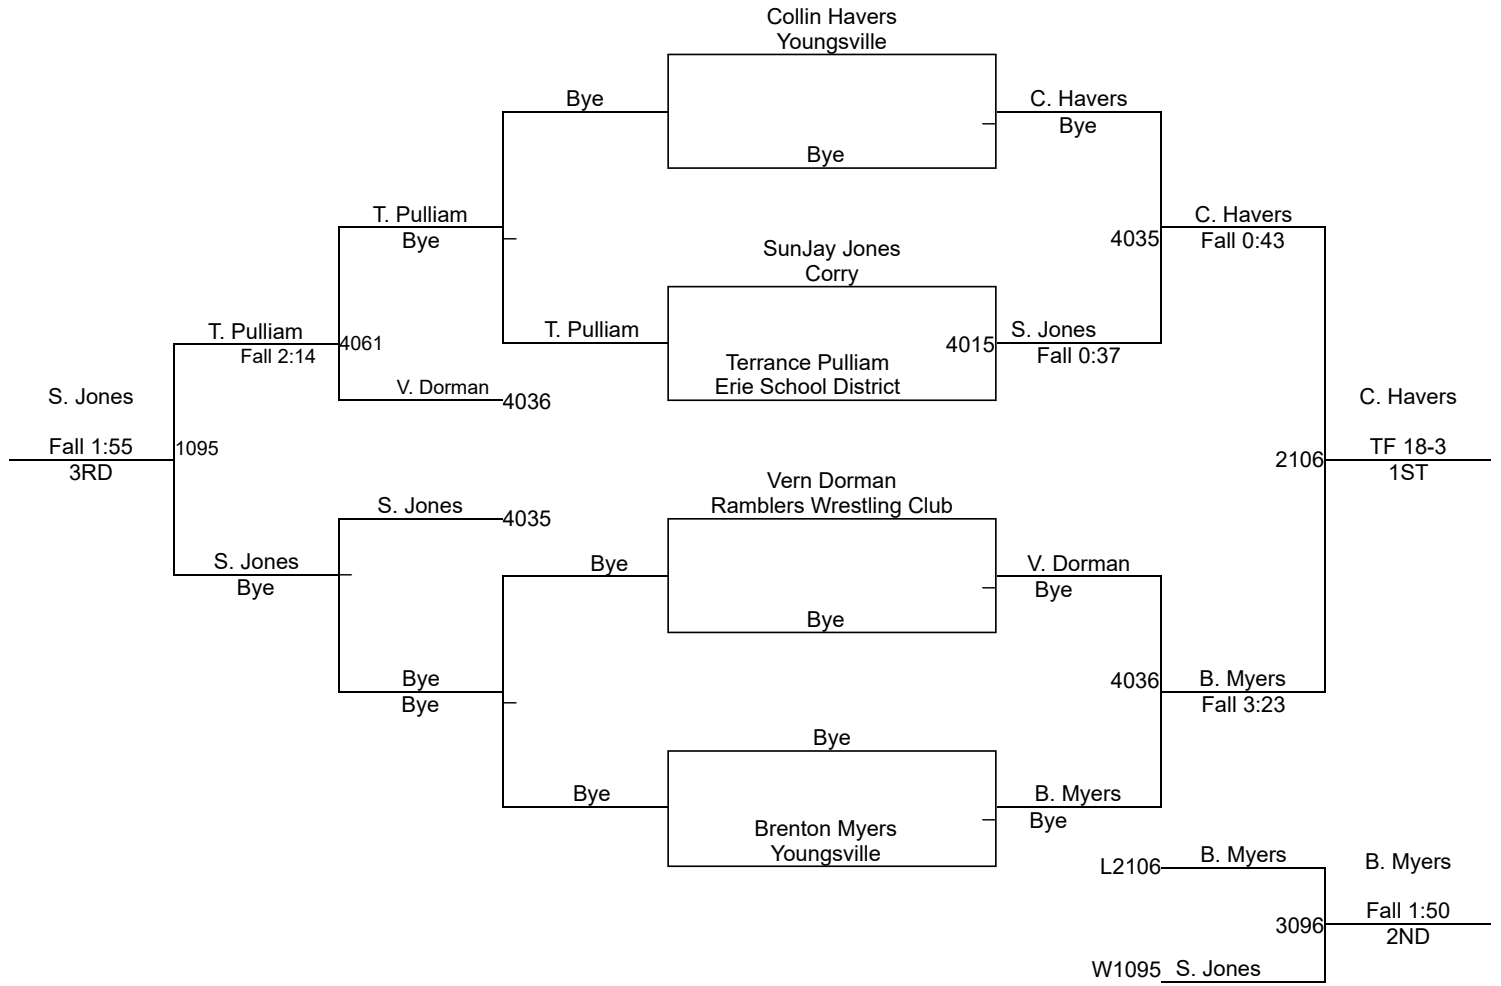 Collin Havers
Youngsville
Bye
C. Havers
Bye
Bye
T. Pulliam
Bye
C. Havers
4035
Fall 0:43
SunJay Jones
Corry
T. Pulliam
Fall 2:14
4061
T. Pulliam
Terrance Pulliam
Erie School District
4015
S. Jones
Fall 0:37
V. Dorman
4036
S. Jones
Fall 1:55
3RD
1095
C. Havers
2106
TF 18-3
1ST
Vern Dorman
Ramblers Wrestling Club
S. Jones
4035
S. Jones
Bye
Bye
V. Dorman
Bye
Bye
Bye
Bye
4036
B. Myers
Fall 3:23
Bye
Bye
B. Myers
Bye
Brenton Myers
Youngsville
L2106
B. Myers
B. Myers
3096
Fall 1:50
2ND
W1095
S. Jones